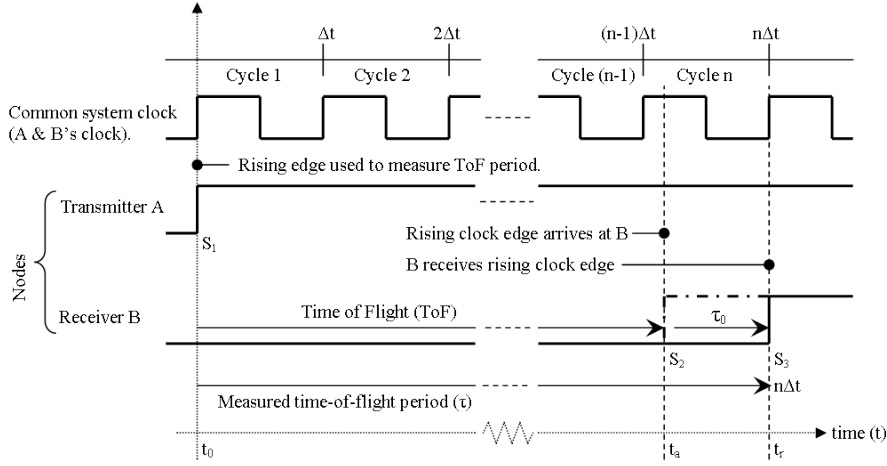 Δt 2Δt (n-1)Δt nΔt
Cycle 1 Cycle 2 Cycle (n-1) Cycle n
Common system clock
(A & B's clock).
Rising edge used to measure ToF period.
Nodes
Transmitter A
S1
Rising clock edge arrives at B
B receives rising clock edge
Receiver B
Time of Flight (ToF)
τ0
S2 S3
Measured time-of-flight period (τ)
nΔt
time (t)
t0 ta tr